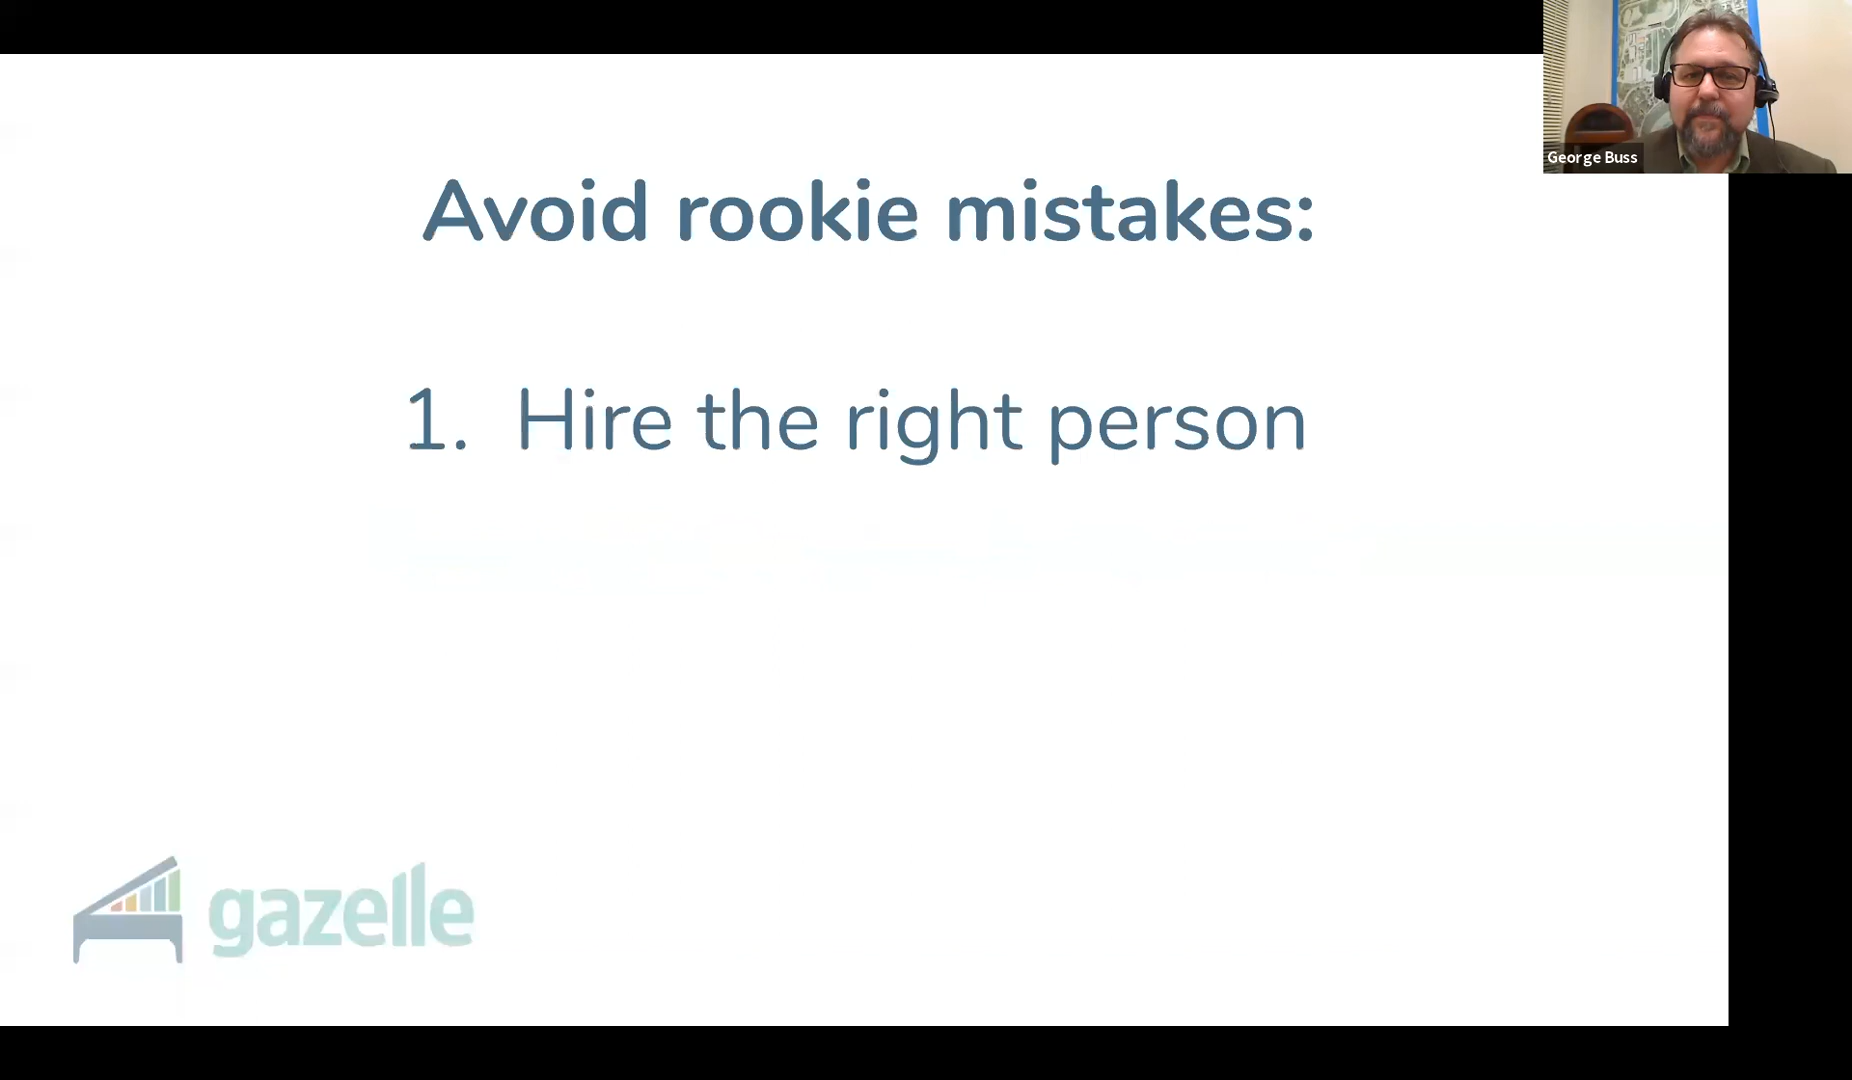 George Buss
Avoid rookie mistakes:
1. Hire the right person
gazelle